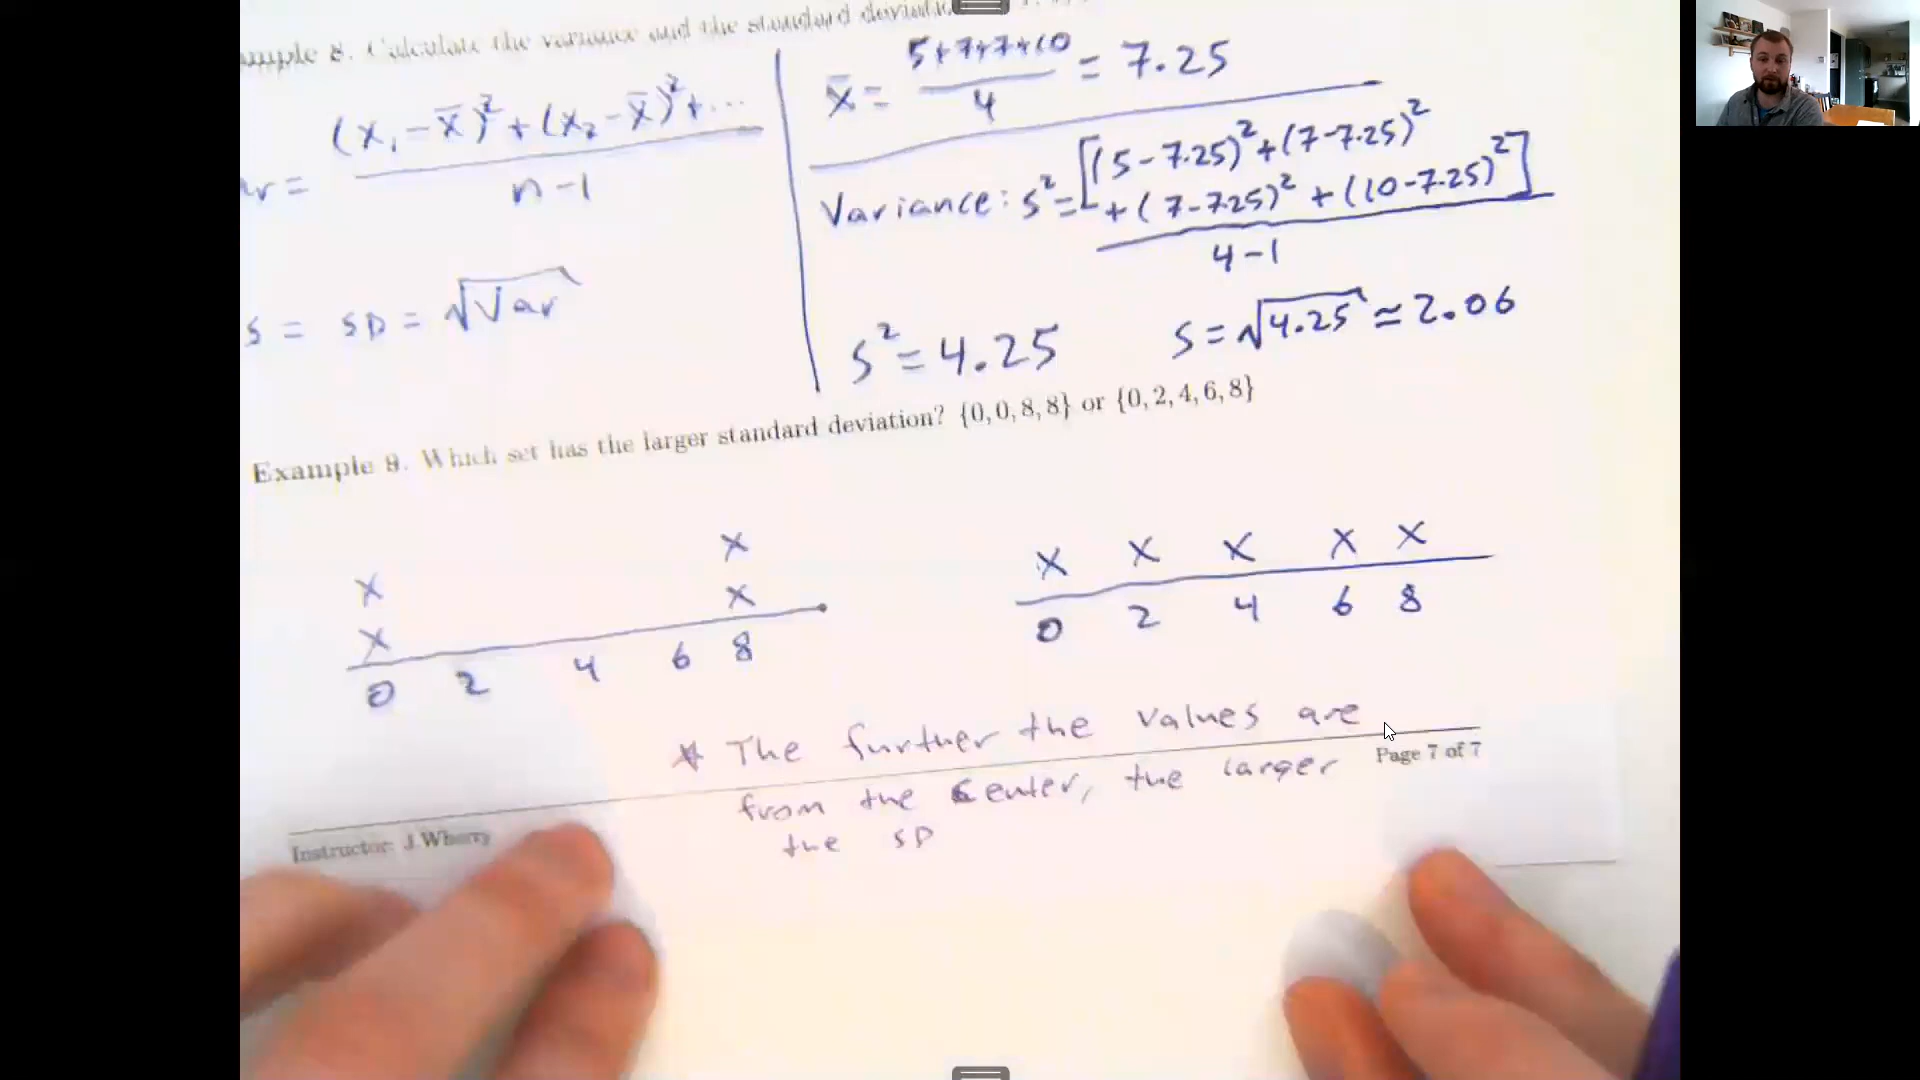 mple 8. Calculate the variance and the standard
(x₁ - x̄)² + (x₂ - x̄)² + ...
r = n - 1
s = SD = √Var
x̄ = 5+7+7+10 / 4 = 7.25
Variance: s² = [(5 - 7.25)² + (7 - 7.25)²
+ (7 - 7.25)² + (10 - 7.25)²]
4 - 1
s² = 4.25
s = √4.25 ≃ 2.06
Example 9. Which set has the larger standard deviation? {0, 0, 8, 8} or {0, 2, 4, 6, 8}
x
x x
x
0 2 4 6 8
x x x x x
0 2 4 6 8
* The further the values are
from the center, the larger
the SD
Instructor: J.Wherry
Page 7 of 7